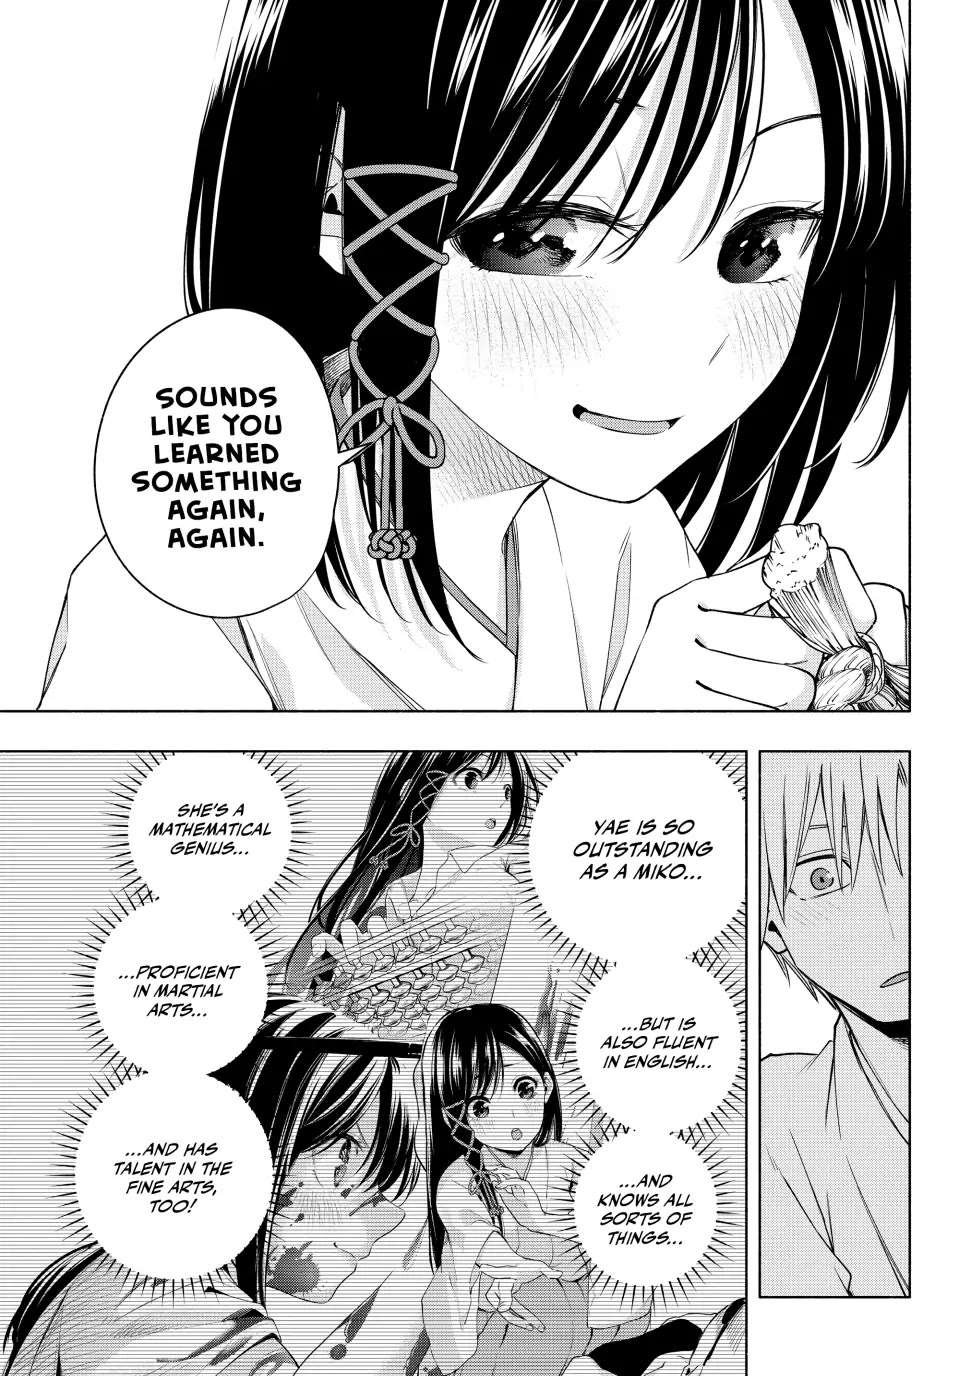 SOUNDS
LIKE YOU
LEARNED
SOMETHING
AGAIN,
AGAIN.
YAE IS SO
OUTSTANDING
AS A MIKO...
...BUT IS
ALSO FLUENT
IN ENGLISH...
...AND
KNOWS ALL
SORTS OF
THINGS...
SHE'S A
MATHEMATICAL
GENIUS...
...PROFICIENT
IN MARTIAL
ARTS...
...AND HAS
TALENT IN THE
FINE ARTS,
TOO!